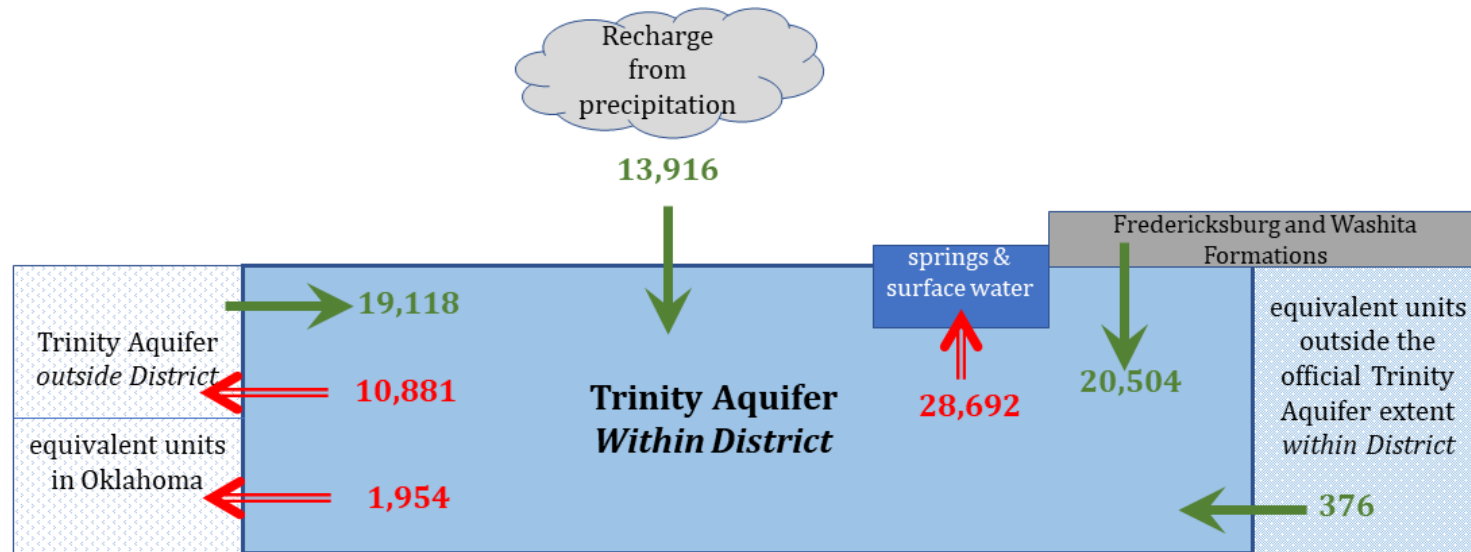 Recharge
from
precipitation
13,916
Fredericksburg and Washita
Formations
springs &
surface water
19,118
Trinity Aquifer
outside District
10,881
equivalent units
in Oklahoma
1,954
Trinity Aquifer
Within District
28,692
20,504
equivalent units
outside the
official Trinity
Aquifer extent
within District
376